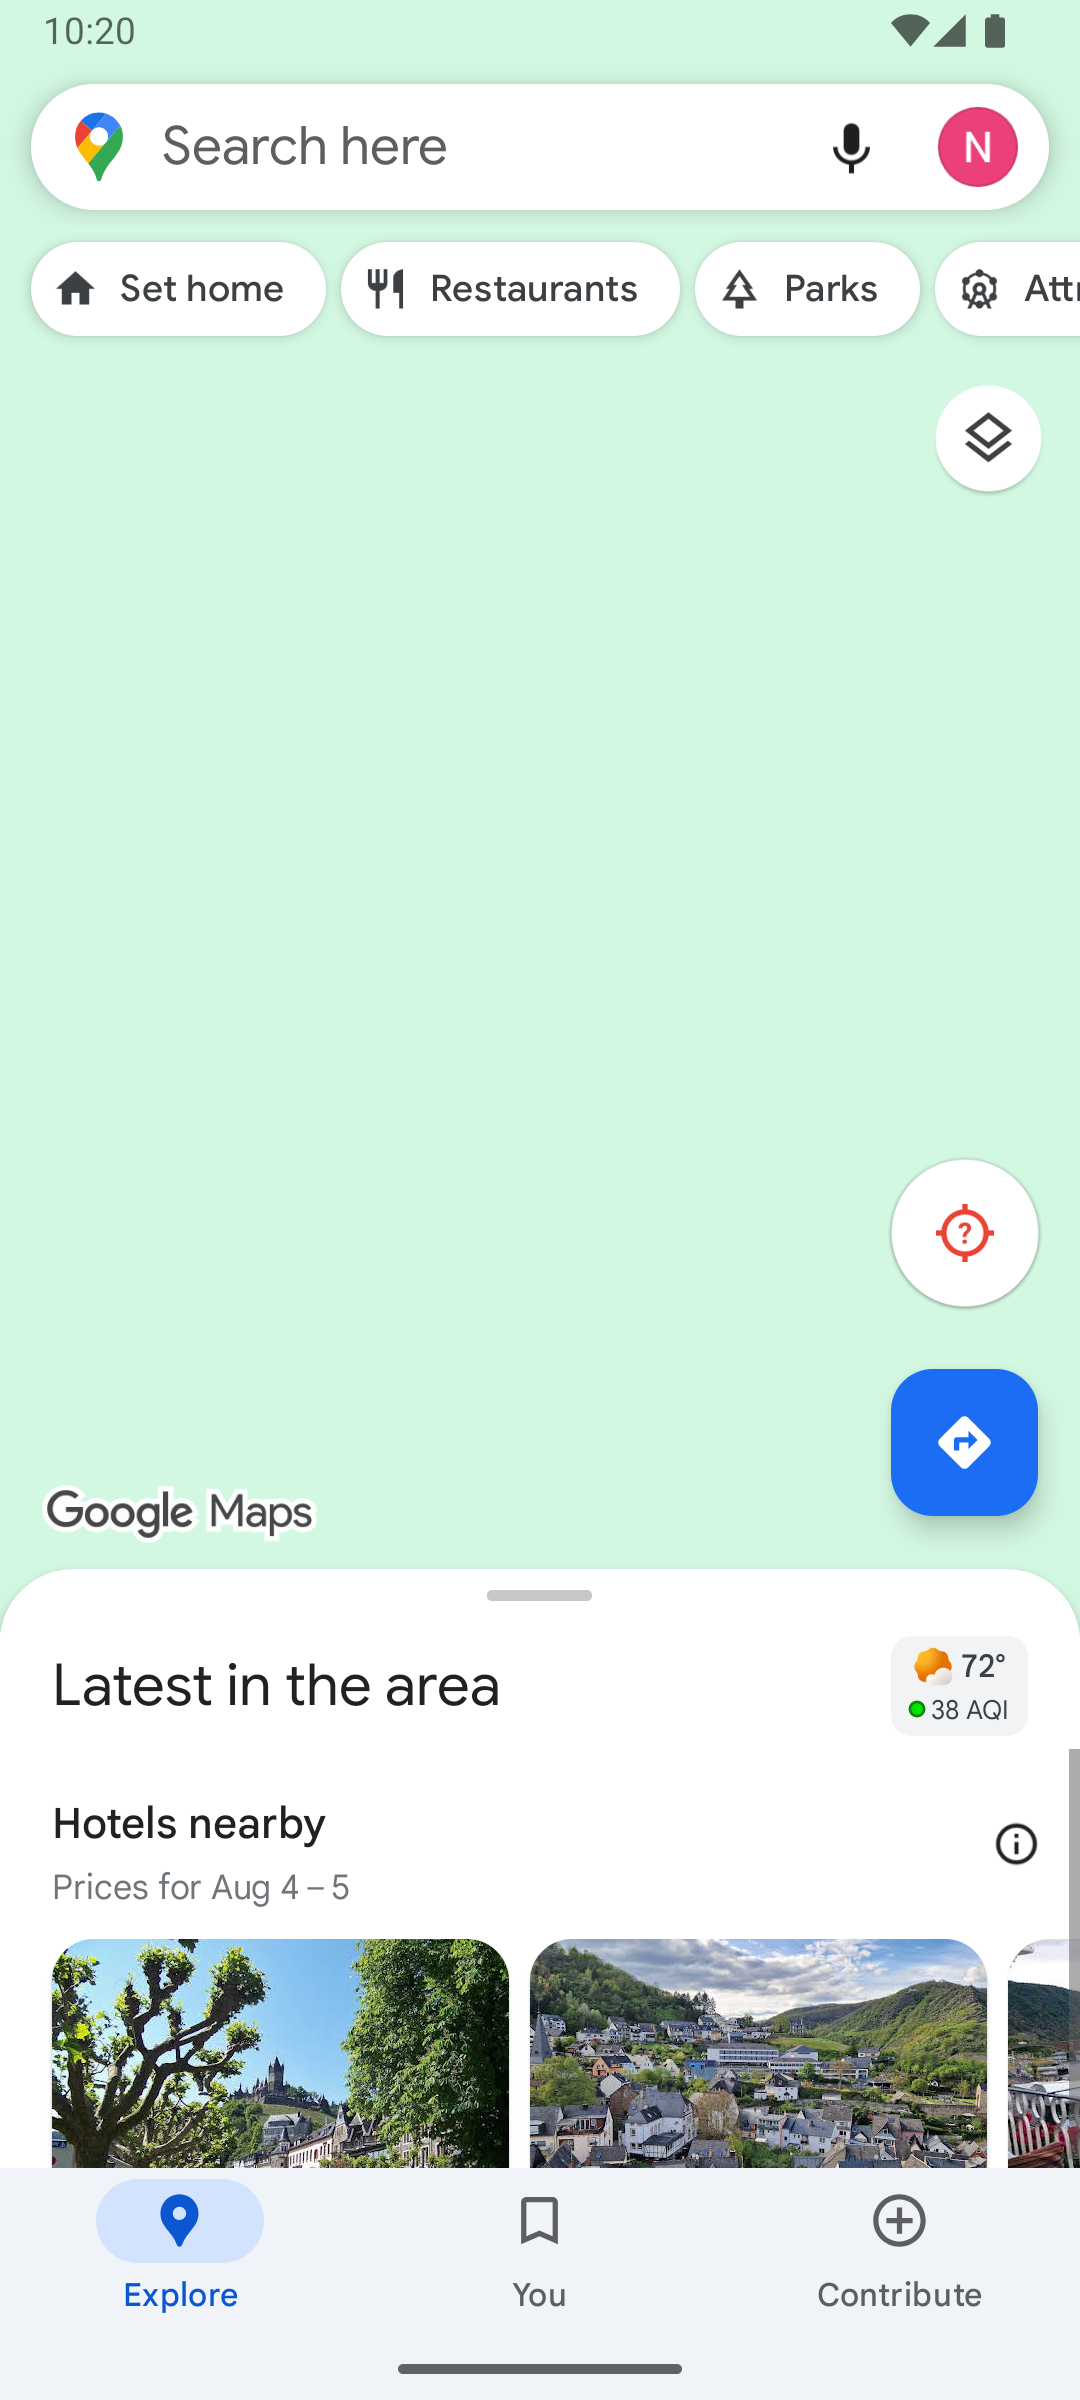 10:20
Search here
N
Set home
Restaurants
Parks
Attr
?
Google Maps
Latest in the area
72°
38 AQI
Hotels nearby
Prices for Aug 4 – 5
Explore
You
Contribute